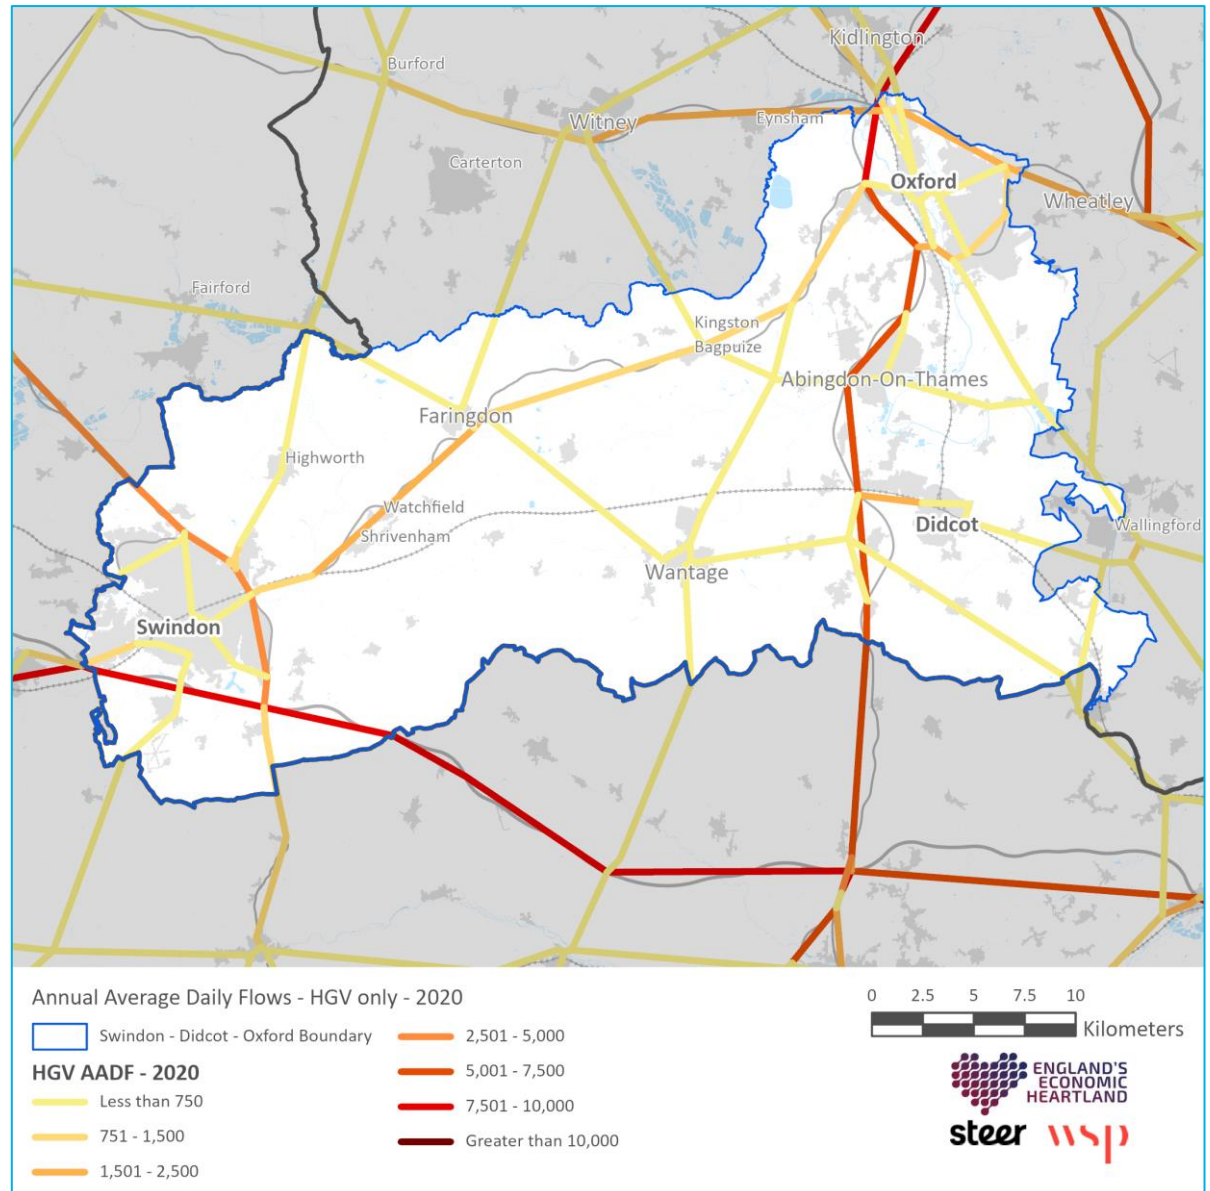 Kidlington
Burford
Witney
Eynsham
Carterton
Oxford
Wheatley
Fairford
Kingston
Bagpuize
Abingdon-On-Thames
Faringdon
Highworth
Watchfield
Shrivenham
Didcot
Wallingford
Wantage
Swindon
Annual Average Daily Flows - HGV only - 2020
Swindon - Didcot - Oxford Boundary
HGV AADF - 2020
Less than 750
751 - 1,500
1,501 - 2,500
2,501 - 5,000
5,001 - 7,500
7,501 - 10,000
Greater than 10,000
0 2.5 5 7.5 10
Kilometers
ENGLAND'S
ECONOMIC
HEARTLAND
steer wsp